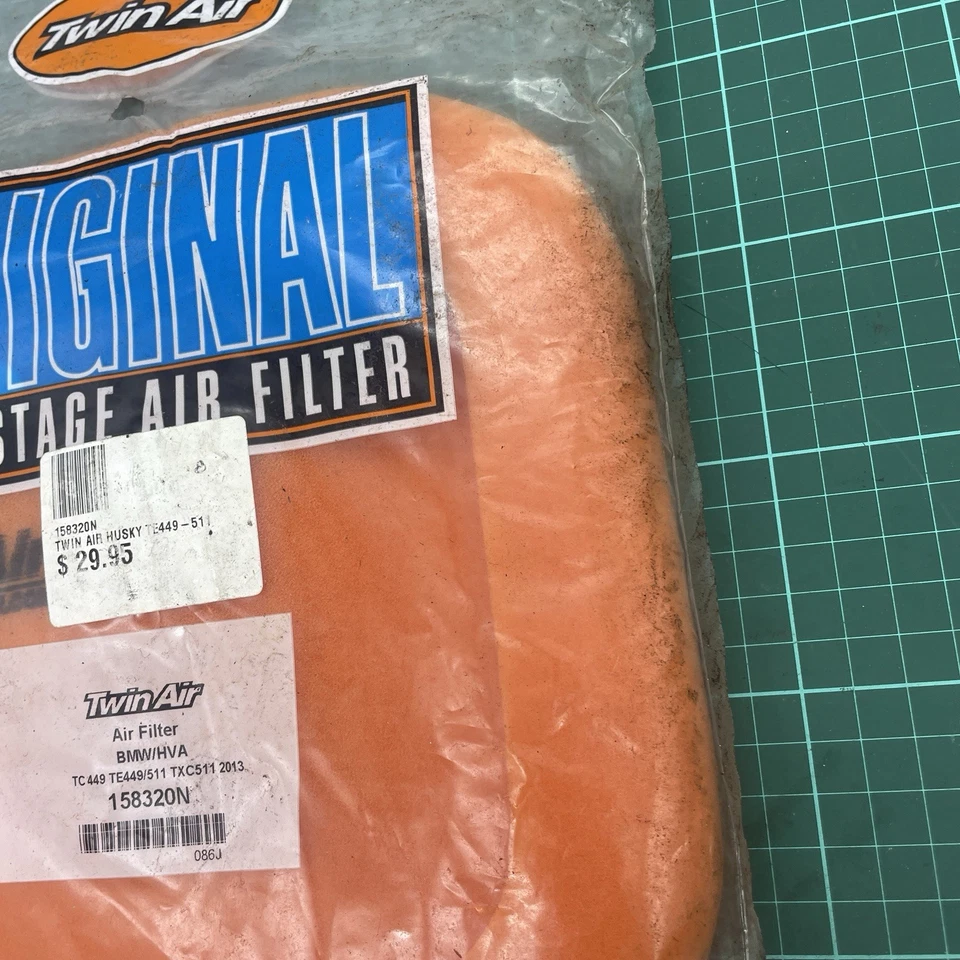 Twin Air
IGINAL
STAGE AIR FILTER
158320N
TWIN AIR HUSKY TE449-511
$ 29.95
Twin Air
Air Filter
BMW/HVA
TC449 TE449/511 TXC511 2013
158320N
086J